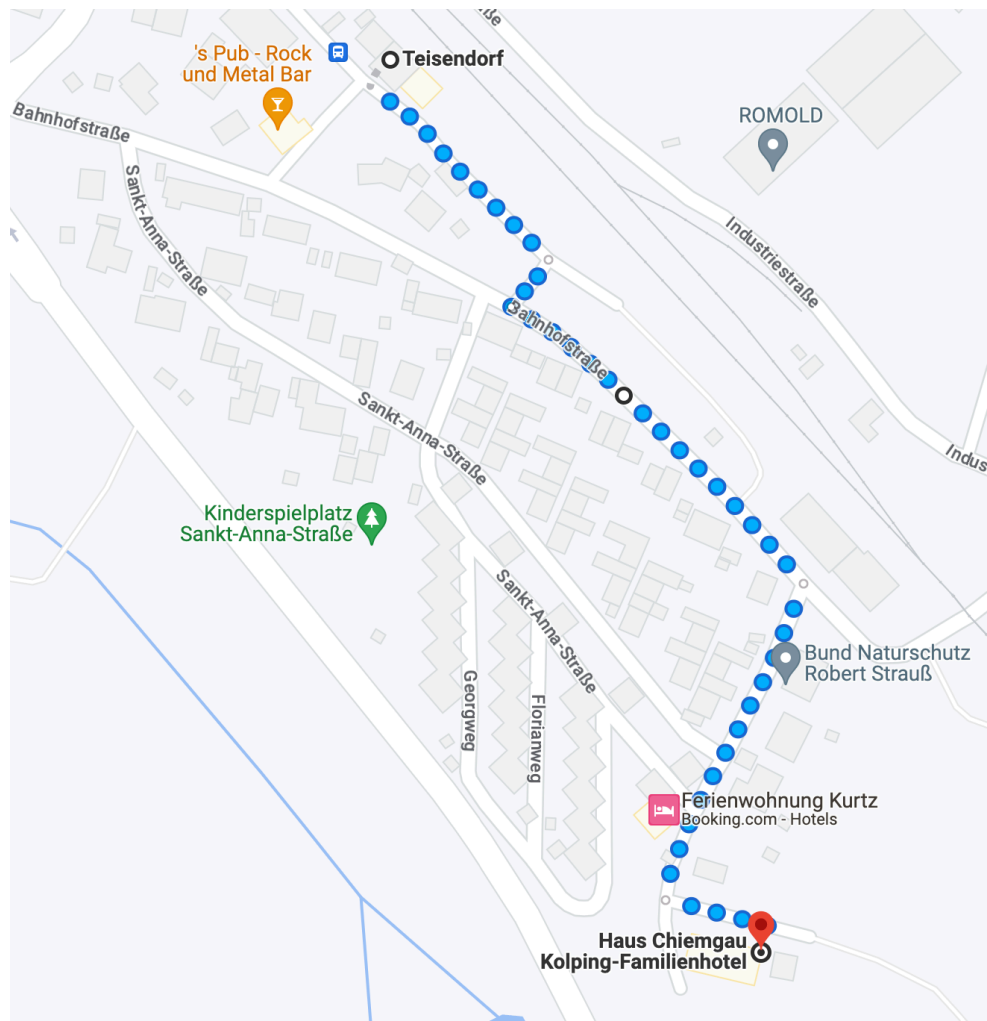 ße
's Pub - Rock
und Metal Bar
Teisendorf
ROMOLD
Bahnhofstraße
Sankt-Anna-Straße
Industriestraße
Bahnhofstraße
Sankt-Anna-Straße
Indus
Kinderspielplatz
Sankt-Anna-Straße
Sankt-Anna-Straße
Bund Naturschutz
Robert Strauß
Georgweg
Florianweg
Ferienwohnung Kurtz
Booking.com - Hotels
Haus Chiemgau
Kolping-Familienhotel